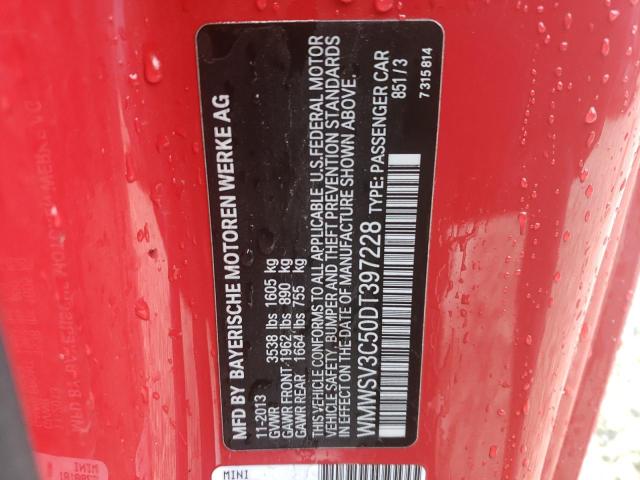 MFD BY BAYERISCHE MOTOREN WERKE AG
11-2013
GVWR 3538 lbs 1605 kg
GAWR FRONT 1962 lbs 890 kg
GAWR REAR 1664 lbs 755 kg
THIS VEHICLE CONFORMS TO ALL APPLICABLE U.S. FEDERAL MOTOR
VEHICLE SAFETY, BUMPER AND THEFT PREVENTION STANDARDS
IN EFFECT ON THE DATE OF MANUFACTURE SHOWN ABOVE.
WMWSV3C50DT397228 TYPE: PASSENGER CAR
851/3
7 315 814
MINI